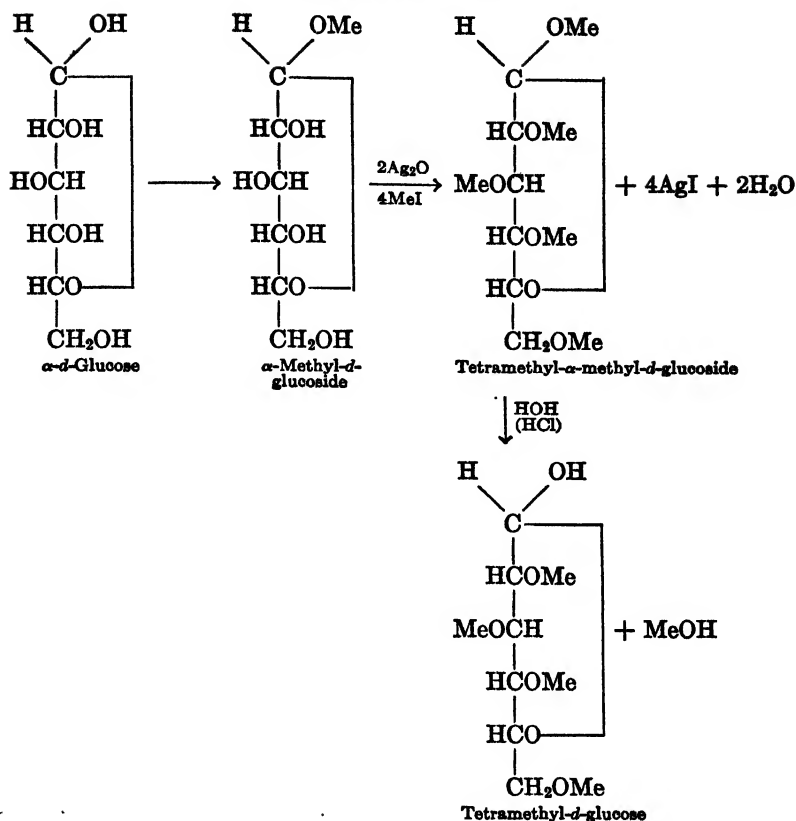 H OH H OMe H OMe
C C C
HCOH HCOH HCOMe
HOCH HOCH 2Ag₂O MeOCH + 4AgI + 2H₂O
4MeI
HCOH HCOH HCOMe
HCO HCO HCO
CH₂OH CH₂OH CH₂OMe
α-d-Glucose α-Methyl-d- Tetramethyl-α-methyl-d-glucoside
glucoside
HOH
(HCl)
H OH
C
HCOMe
MeOCH + MeOH
HCOMe
HCO
CH₂OMe
Tetramethyl-d-glucose